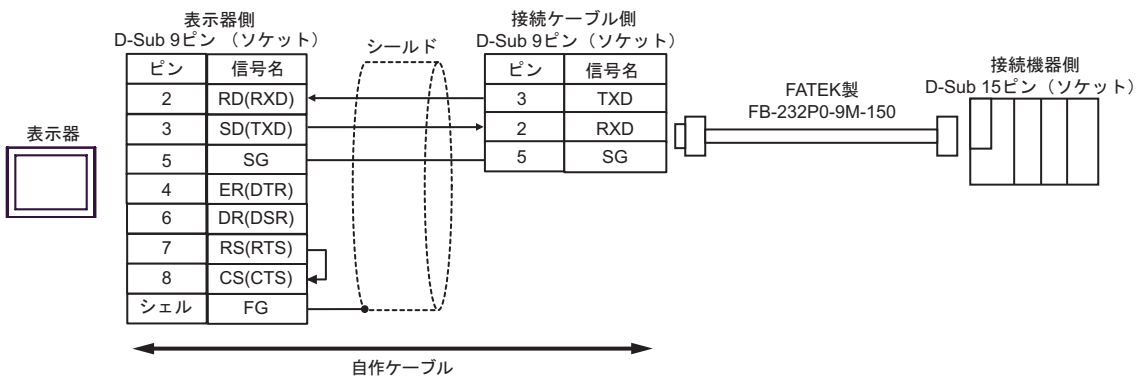 表示器側
D-Sub 9ピン （ソケット）
シールド
接続ケーブル側
D-Sub 9ピン （ソケット）
接続機器側
D-Sub 15ピン（ソケット）
FATEK製
FB-232P0-9M-150
表示器
ピン 信号名
2 RD(RXD)
3 SD(TXD)
5 SG
4 ER(DTR)
6 DR(DSR)
7 RS(RTS)
8 CS(CTS)
シェル FG
ピン 信号名
3 TXD
2 RXD
5 SG
自作ケーブル